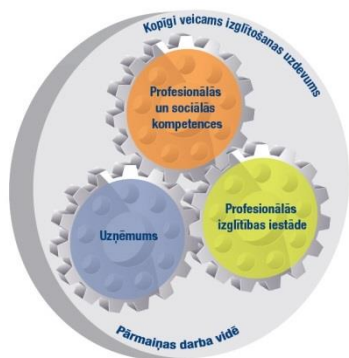 Kopīgi veicams izglītošanas uzdevums
Profesionālās
un sociālās
kompetences
Uzņēmums
Profesionālās
izglītības iestāde
Pārmaiņas darba vidē